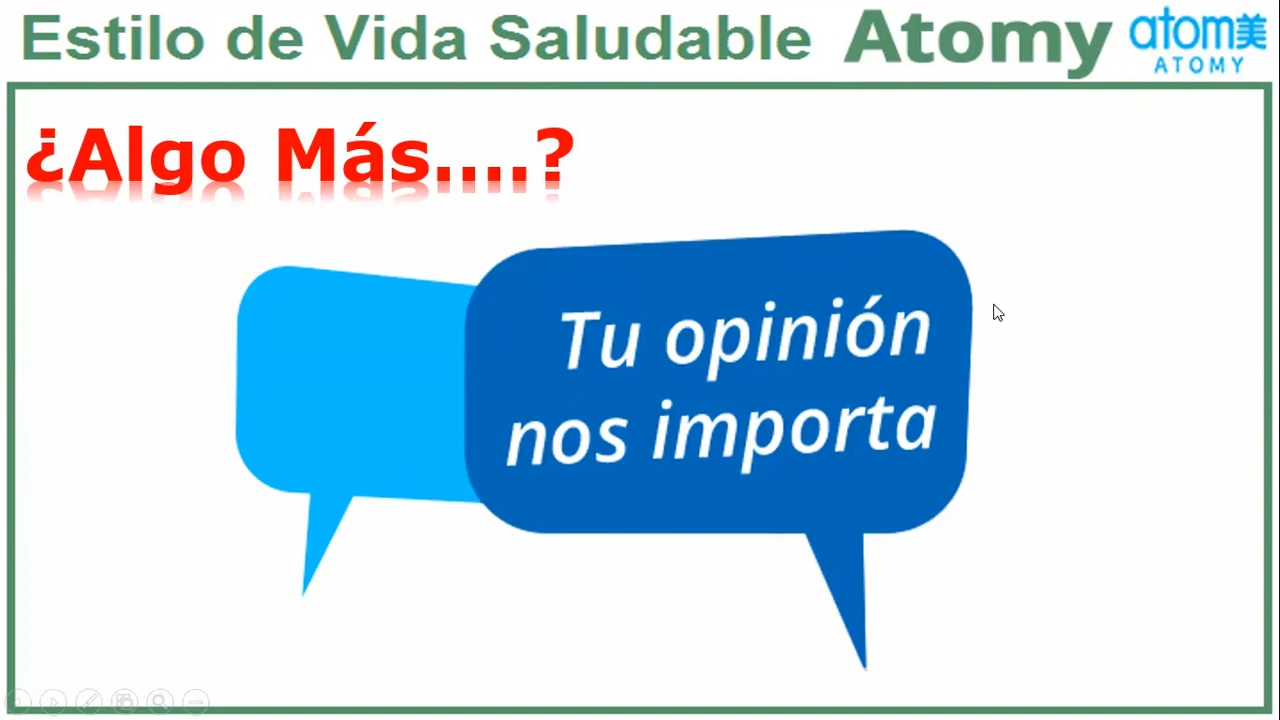 Estilo de Vida Saludable Atomy atom美
ATOMY
¿Algo Más....?
Tu opinión
nos importa